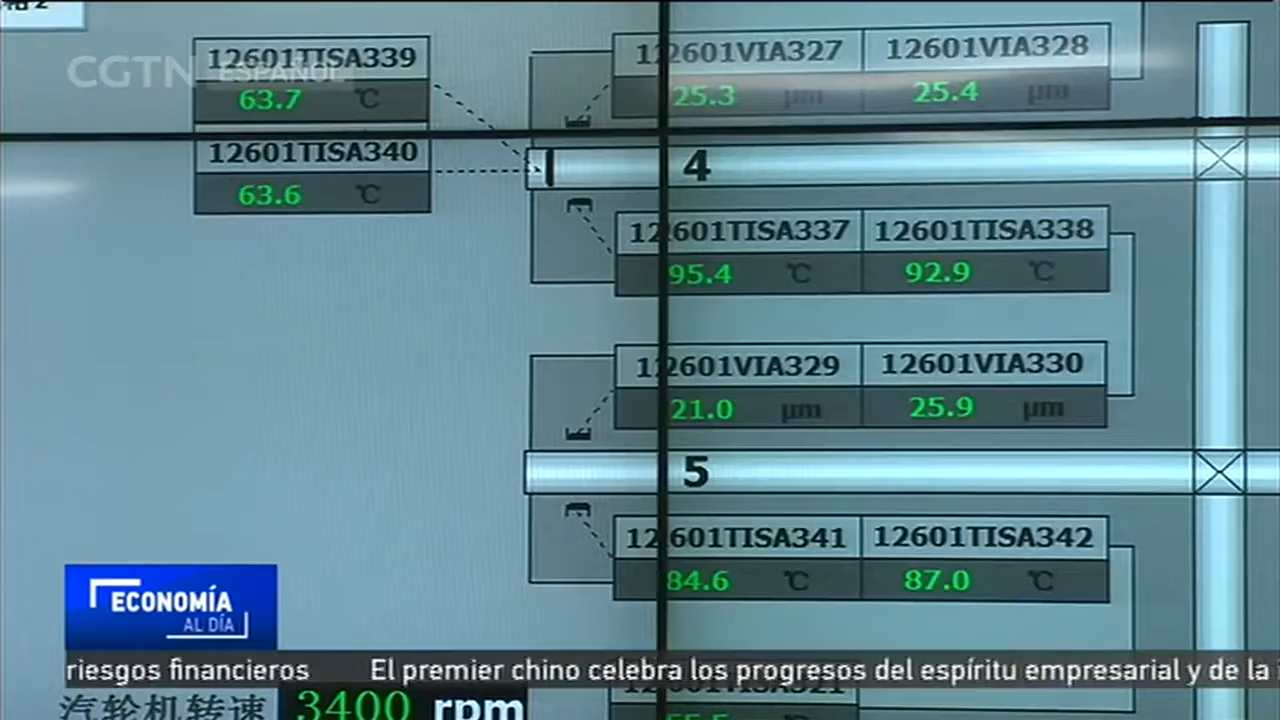 CGTN ESPAÑOL
12601TISA339
63.7 ℃
12601TISA340
63.6 ℃
12601VIA327 12601VIA328
25.3 µm 25.4 µm
4
12601TISA337 12601TISA338
95.4 ℃ 92.9 ℃
12601VIA329 12601VIA330
21.0 µm 25.9 µm
5
12601TISA341 12601TISA342
84.6 ℃ 87.0 ℃
ECONOMÍA
AL DÍA
riesgos financieros El premier chino celebra los progresos del espíritu empresarial y de la
汽轮机转速 3400 rpm